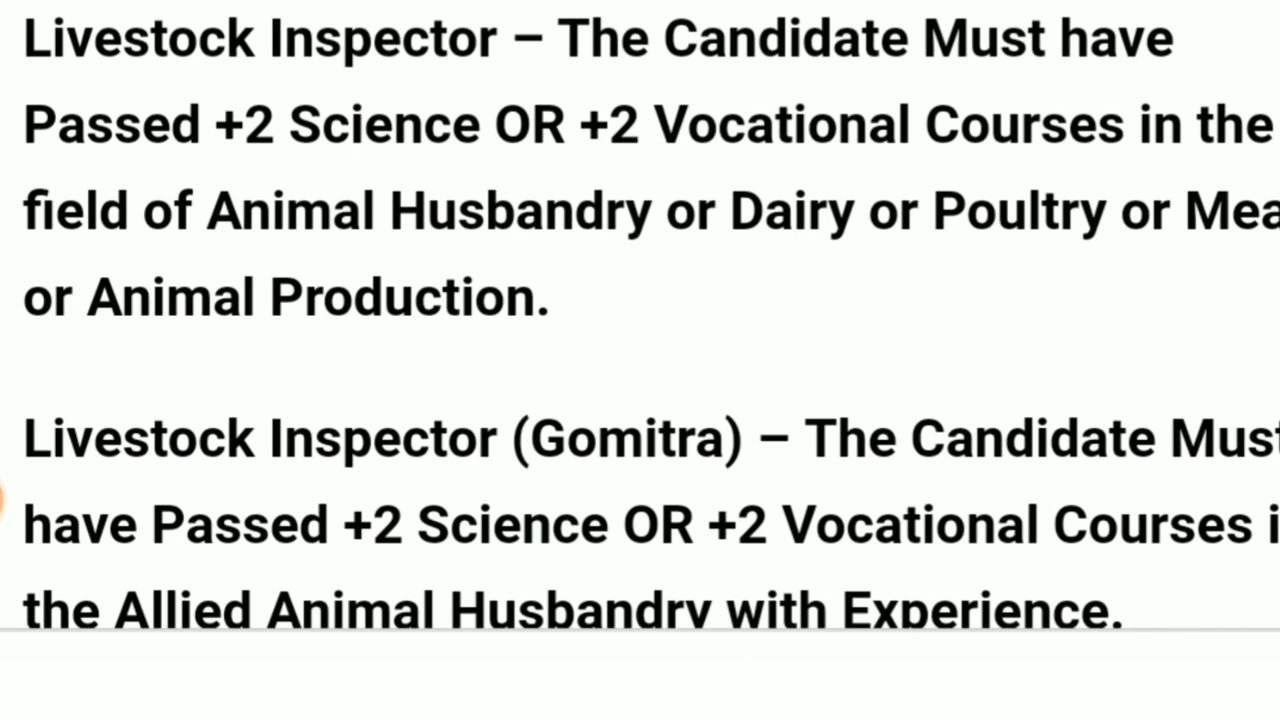 Livestock Inspector – The Candidate Must have
Passed +2 Science OR +2 Vocational Courses in the
field of Animal Husbandry or Dairy or Poultry or
or Animal Production.
Livestock Inspector (Gomitra) – The Candidate Must
have Passed +2 Science OR +2 Vocational Courses
the Allied Animal Husbandry with Experience.